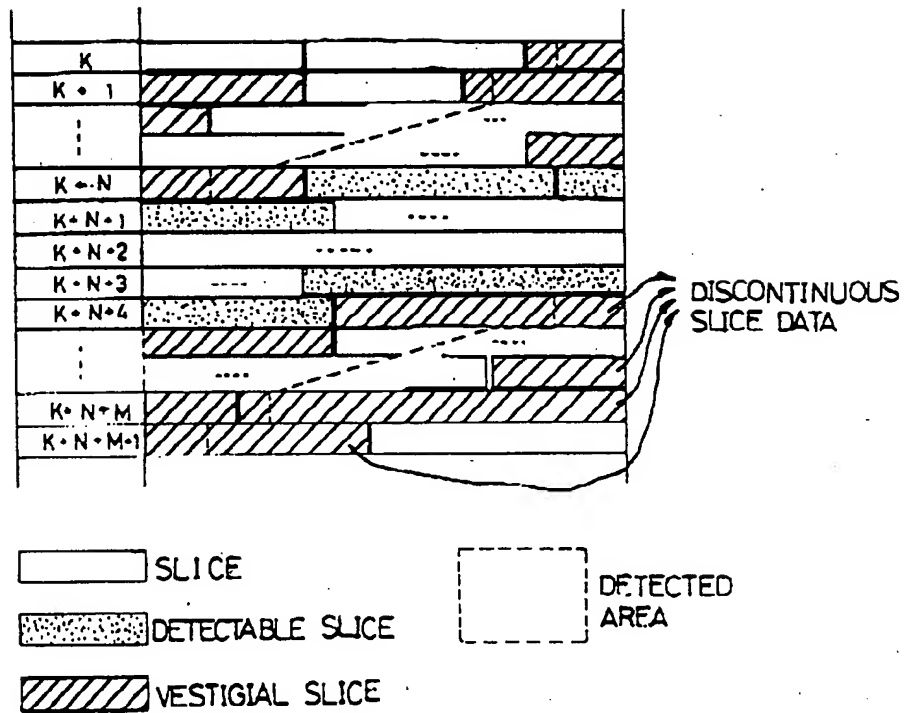 K
K + 1
K + N
K + N + 1
K + N + 2
K + N + 3
K + N + 4
K + N + M
K + N + M + 1
DISCONTINUOUS
SLICE DATA
SLICE
DETECTABLE SLICE
VESTIGIAL SLICE
DETECTED
AREA